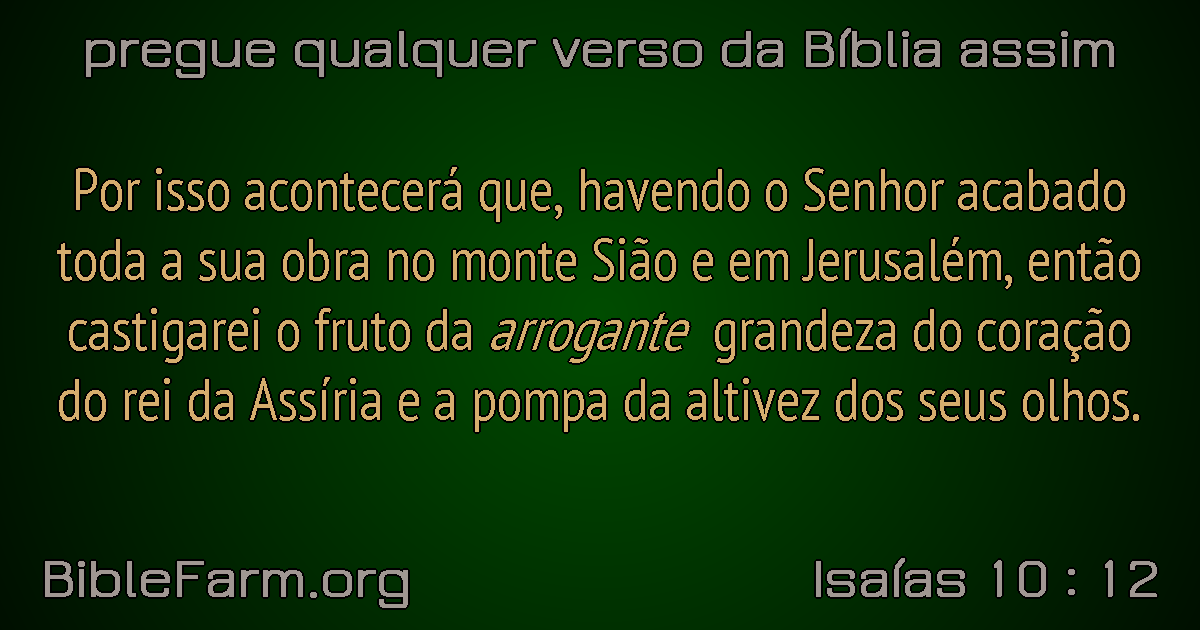 pregue qualquer verso da Bíblia assim
Por isso acontecerá que, havendo o Senhor acabado
toda a sua obra no monte Sião e em Jerusalém, então
castigarei o fruto da arrogante grandeza do coração
do rei da Assíria e a pompa da altivez dos seus olhos.
BibleFarm.org
Isaías 10 : 12